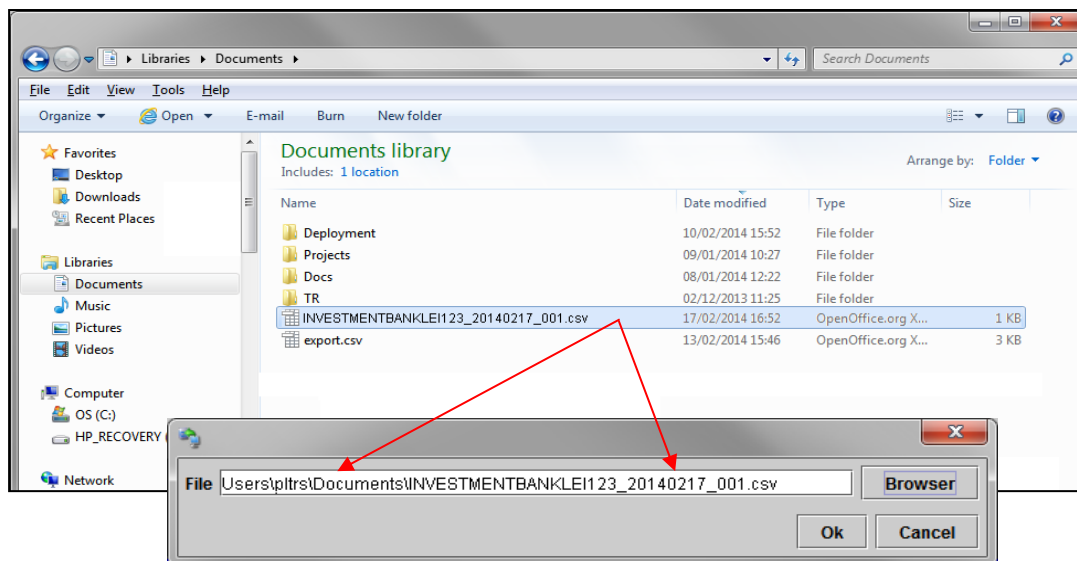 Libraries Documents
Search Documents
File Edit View Tools Help
Organize Open E-mail Burn New folder
Favorites
Desktop
Downloads
Recent Places
Libraries
Documents
Music
Pictures
Videos
Computer
OS (C:)
HP_RECOVERY (
Network
Documents library
Includes: 1 location
Arrange by: Folder
Name Date modified Type Size
Deployment 10/02/2014 15:52 File folder
Projects 09/01/2014 10:27 File folder
Docs 08/01/2014 12:22 File folder
TR 02/12/2013 11:25 File folder
INVESTMENTBANKLEI123_20140217_001.csv 17/02/2014 16:52 OpenOffice.org X... 1 KB
export.csv 13/02/2014 15:46 OpenOffice.org X... 3 KB
File Users\pltrs\Documents\INVESTMENTBANKLEI123_20140217_001.csv Browser
Ok Cancel